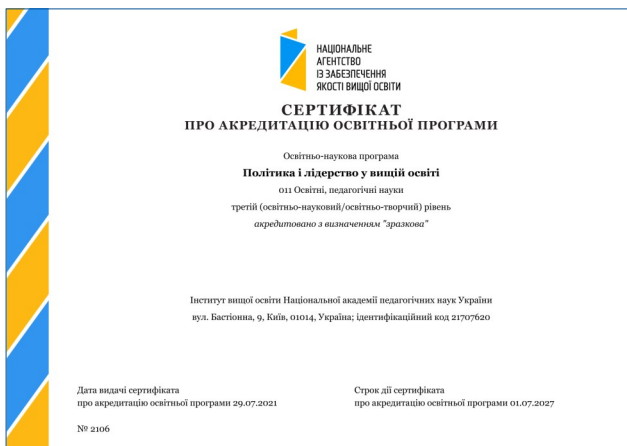 НАЦІОНАЛЬНЕ
АГЕНТСТВО
ІЗ ЗАБЕЗПЕЧЕННЯ
ЯКОСТІ ВИЩОЇ ОСВІТИ
СЕРТИФІКАТ
ПРО АКРЕДИТАЦІЮ ОСВІТНЬОЇ ПРОГРАМИ
Освітньо-наукова програма
Політика і лідерство у вищій освіті
011 Освітні, педагогічні науки
третій (освітньо-науковий/освітньо-творчий) рівень
акредитовано з визначенням "зразкова"
Інститут вищої освіти Національної академії педагогічних наук України
вул. Бастіонна, 9, Київ, 01014, Україна; ідентифікаційний код 21707620
Дата видачі сертифіката
про акредитацію освітньої програми 29.07.2021
Строк дії сертифіката
про акредитацію освітньої програми 01.07.2027
№ 2106